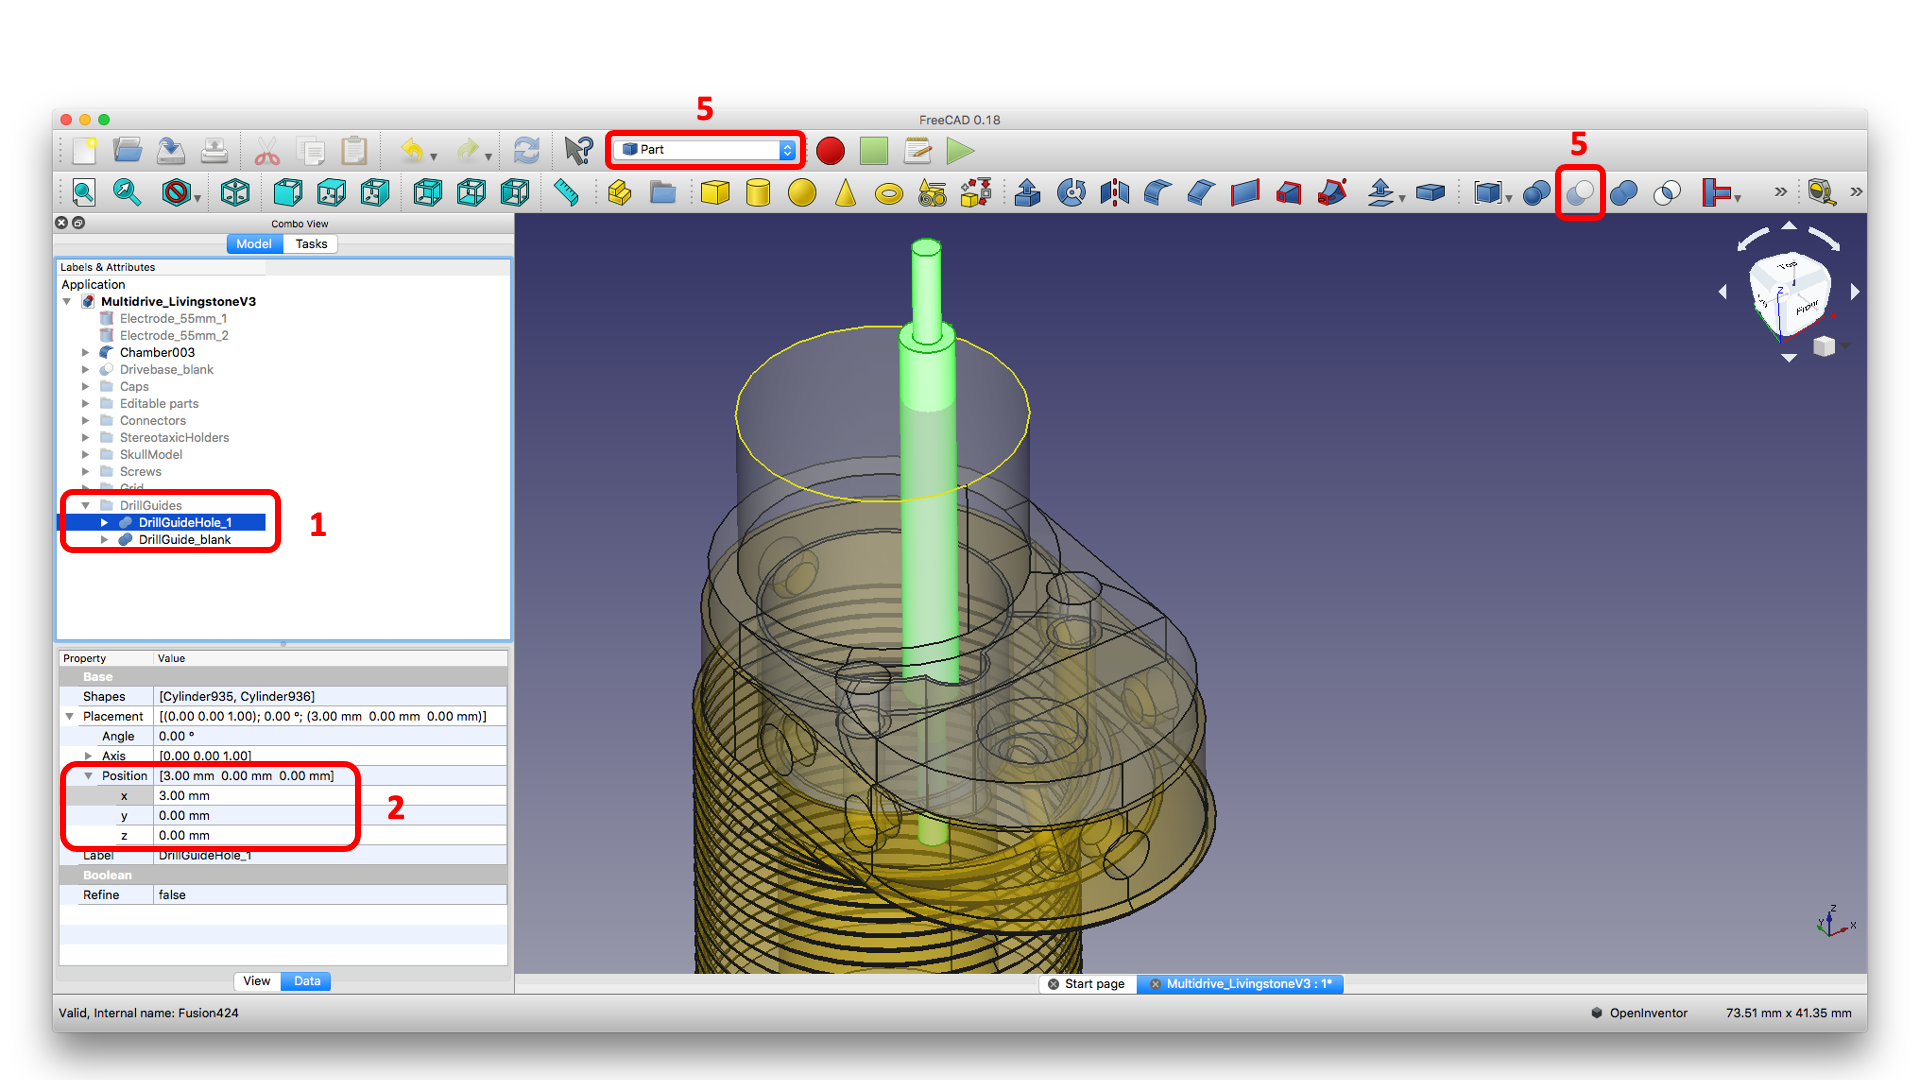 5
FreeCAD 0.18
5
Part
Combo View
Model Tasks
Labels & Attributes
Application
Multidrive_LivingstoneV3
Electrode_55mm_1
Electrode_55mm_2
Chamber003
Drivebase_blank
Caps
Editable parts
Connectors
StereotaxicHolders
SkullModel
Screws
Grid
DrillGuides
DrillGuideHole_1
DrillGuide_blank
1
Top
Front
Z
Property Value
Base
Shapes [Cylinder935, Cylinder936]
Placement [(0.00 0.00 1.00); 0.00 °; (3.00 mm 0.00 mm 0.00 mm)]
Angle 0.00 °
Axis [0.00 0.00 1.00]
Position [3.00 mm 0.00 mm 0.00 mm]
x 3.00 mm
y 0.00 mm
z 0.00 mm
2
Label DrillGuideHole_1
Boolean
Refine false
View Data
Z
Y X
Start page Multidrive_LivingstoneV3 : 1*
Valid, Internal name: Fusion424
OpenInventor 73.51 mm x 41.35 mm